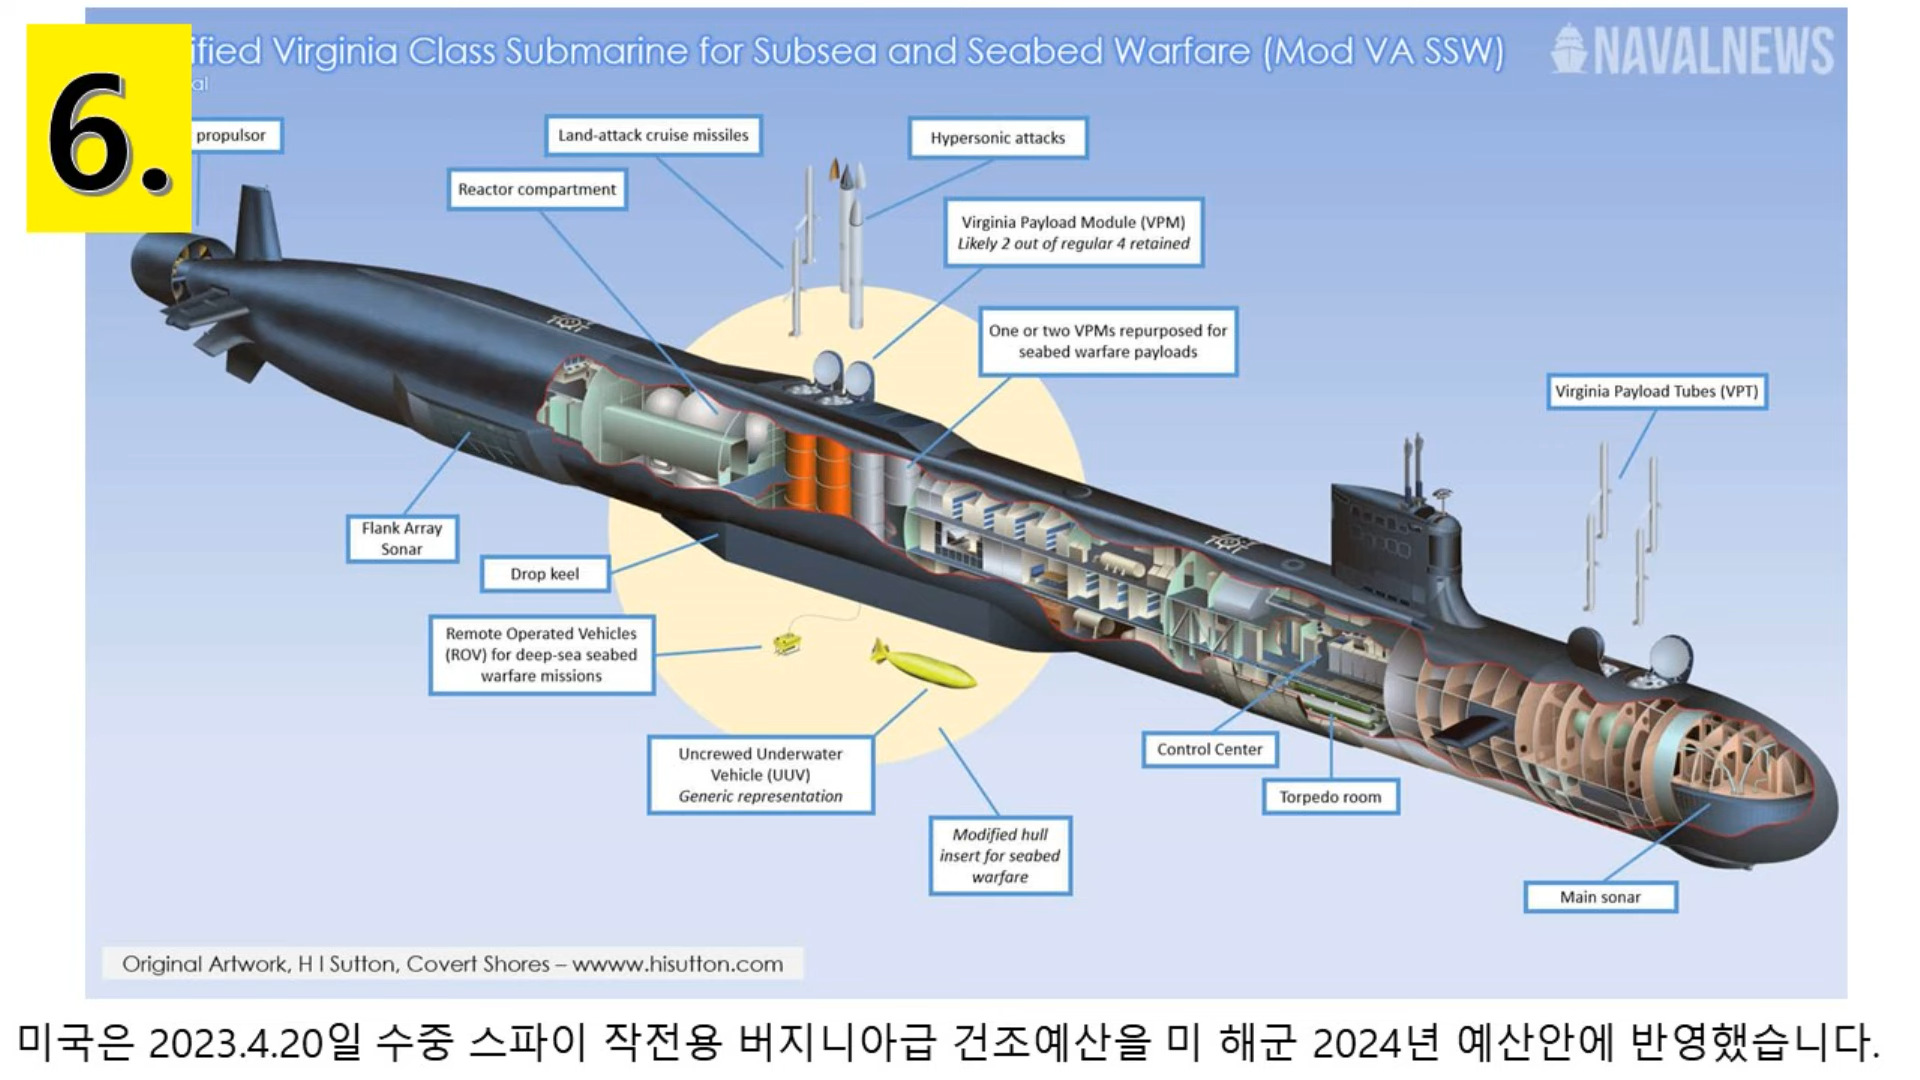 6.
ified Virginia Class Submarine for Subsea and Seabed Warfare (Mod VA SSW)
al
NAVALNEWS
propulsor
Land-attack cruise missiles
Hypersonic attacks
Reactor compartment
Virginia Payload Module (VPM)
Likely 2 out of regular 4 retained
One or two VPMs repurposed for
seabed warfare payloads
Virginia Payload Tubes (VPT)
Flank Array
Sonar
Drop keel
Remote Operated Vehicles
(ROV) for deep-sea seabed
warfare missions
Uncrewed Underwater
Vehicle (UUV)
Generic representation
Control Center
Torpedo room
Modified hull
insert for seabed
warfare
Main sonar
Original Artwork, H I Sutton, Covert Shores – wwww.hisutton.com
미국은 2023.4.20일 수중 스파이 작전용 버지니아급 건조예산을 미 해군 2024년 예산안에 반영했습니다.